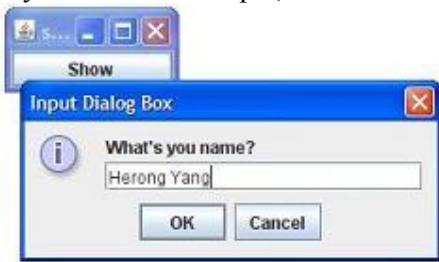 s...
Show
Input Dialog Box
What's you name?
Herong Yang
OK Cancel